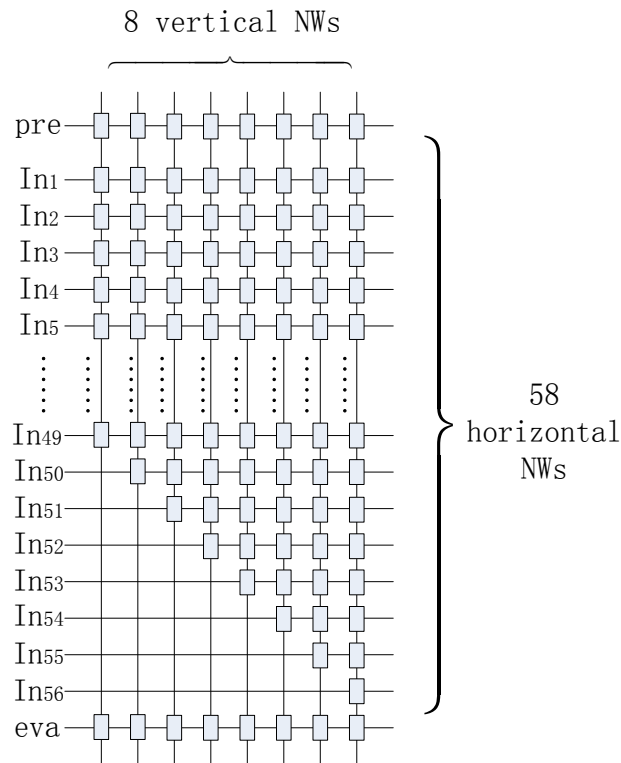 8 vertical NWs
pre
In1
In2
In3
In4
In5
In49
In50
In51
In52
In53
In54
In55
In56
eva
58
horizontal
NWs